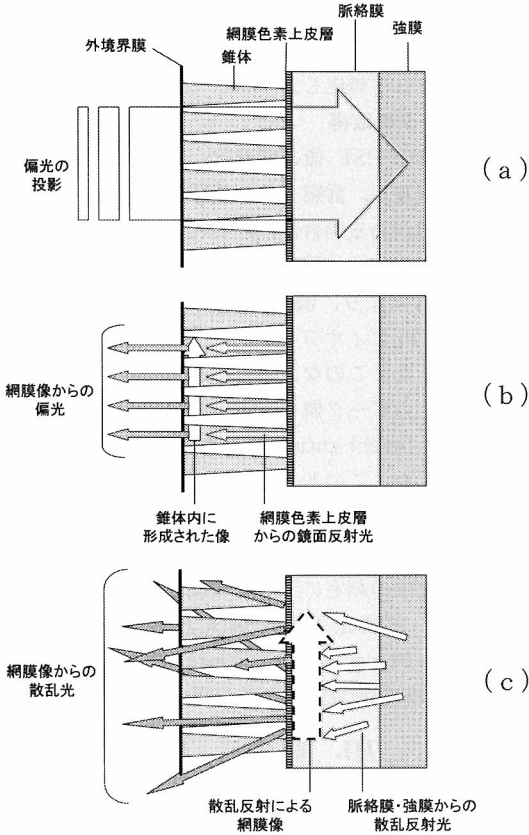 脈絡膜
網膜色素上皮層
強膜
外境界膜
錐体
偏光の
投影
(a)
網膜像からの
偏光
(b)
錐体内に
形成された像
網膜色素上皮層
からの鏡面反射光
網膜像からの
散乱光
(c)
散乱反射による
網膜像
脈絡膜・強膜からの
散乱反射光